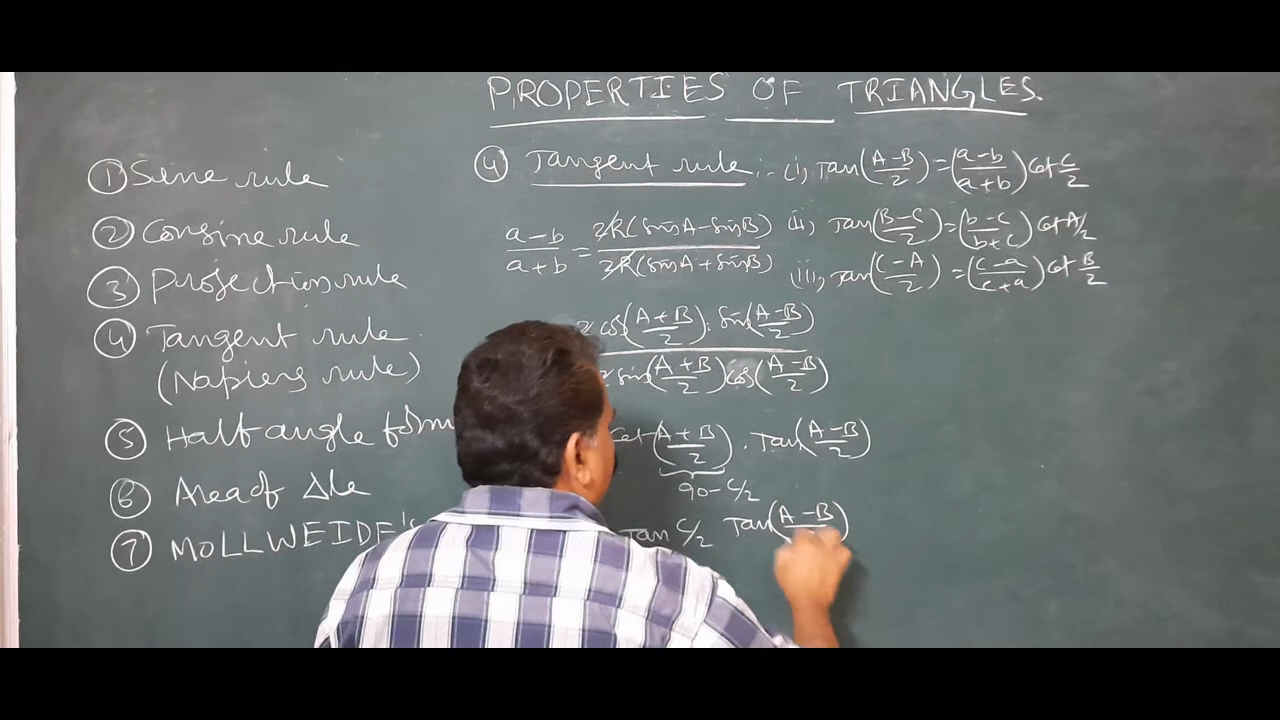 PROPERTIES OF TRIANGLES.
① Sine rule
② Consine rule
③ Projection rule
④ Tangent rule
(Napiers rule)
⑤ Half angle form
⑥ Area of Δle
⑦ MOLLWEIDE's
④ Tangent rule :- (i) Tan((A-B)/2) = ((a-b)/(a+b)) Cot C/2
(a-b)/(a+b) = 2R(sinA-sinB)/2R(sinA+sinB)
(ii) Tan((B-C)/2) = ((b-c)/(b+c)) Cot A/2
(iii) Tan((C-A)/2) = ((c-a)/(c+a)) Cot B/2
2 cos((A+B)/2) . sin((A-B)/2)
2 sin((A+B)/2) cos((A-B)/2)
Cot((A+B)/2) . Tan((A-B)/2)
90-C/2
Tan C/2 Tan((A-B)